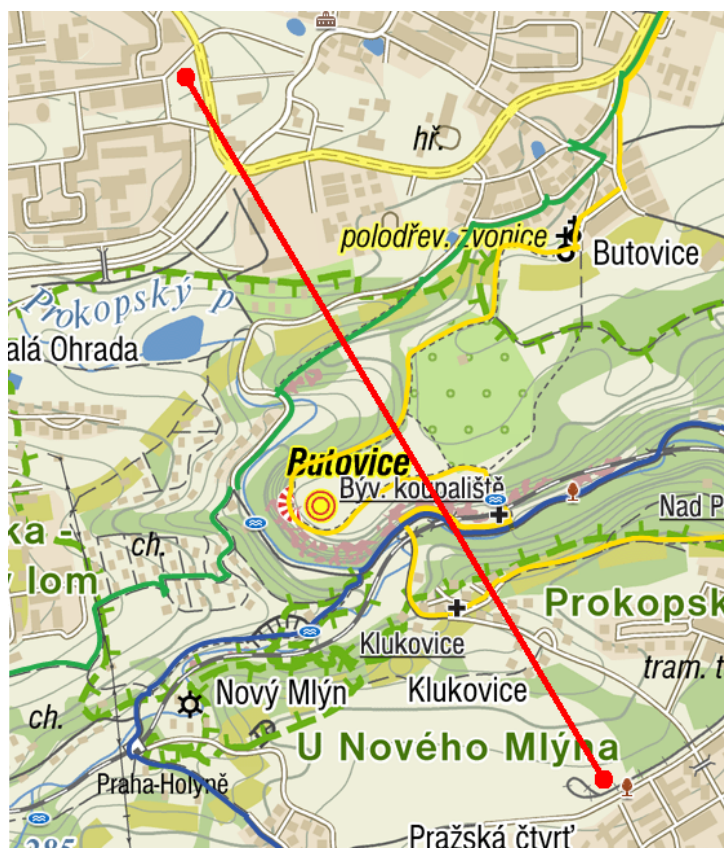 hř.
polodřev. zvonice
Butovice
Prokopský p
alá Ohrada
Butovice
Býv. koupaliště
Nad P
ka -
ch.
ý lom
Prokopsk
Klukovice
tram. t
Nový Mlýn
Klukovice
ch.
U Nového Mlýna
Praha-Holyně
285
Pražská čtvrť